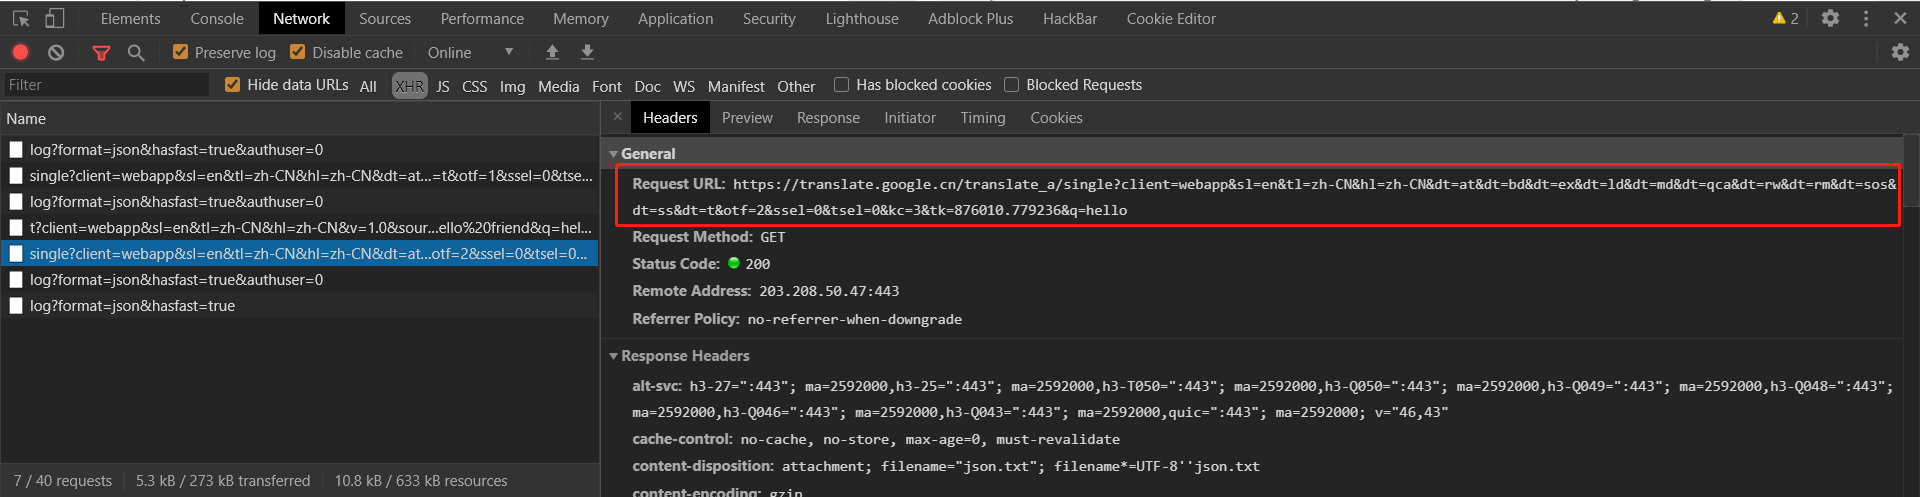 Elements Console Network Sources Performance Memory Application Security Lighthouse Adblock Plus HackBar Cookie Editor 2
Preserve log Disable cache Online
Filter Hide data URLs All XHR JS CSS Img Media Font Doc WS Manifest Other Has blocked cookies Blocked Requests
Name
log?format=json&hasfast=true&authuser=0
single?client=webapp&sl=en&tl=zh-CN&hl=zh-CN&dt=at...=t&otf=1&ssel=0&tse...
log?format=json&hasfast=true&authuser=0
t?client=webapp&sl=en&tl=zh-CN&hl=zh-CN&v=1.0&sour...ello%20friend&q=hel...
single?client=webapp&sl=en&tl=zh-CN&hl=zh-CN&dt=at...otf=2&ssel=0&tsel=0...
log?format=json&hasfast=true&authuser=0
log?format=json&hasfast=true
7 / 40 requests 5.3 kB / 273 kB transferred 10.8 kB / 633 kB resources
× Headers Preview Response Initiator Timing Cookies
General
Request URL: https://translate.google.cn/translate_a/single?client=webapp&sl=en&tl=zh-CN&hl=zh-CN&dt=at&dt=bd&dt=ex&dt=ld&dt=md&dt=qca&dt=rw&dt=rm&dt=sos&
dt=ss&dt=t&otf=2&ssel=0&tsel=0&kc=3&tk=876010.779236&q=hello
Request Method: GET
Status Code: 200
Remote Address: 203.208.50.47:443
Referrer Policy: no-referrer-when-downgrade
Response Headers
alt-svc: h3-27=":443"; ma=2592000,h3-25=":443"; ma=2592000,h3-T050=":443"; ma=2592000,h3-Q050=":443"; ma=2592000,h3-Q049=":443"; ma=2592000,h3-Q048=":443";
ma=2592000,h3-Q046=":443"; ma=2592000,h3-Q043=":443"; ma=2592000,quic=":443"; ma=2592000; v="46,43"
cache-control: no-cache, no-store, max-age=0, must-revalidate
content-disposition: attachment; filename="json.txt"; filename*=UTF-8''json.txt
content-encoding: gzip